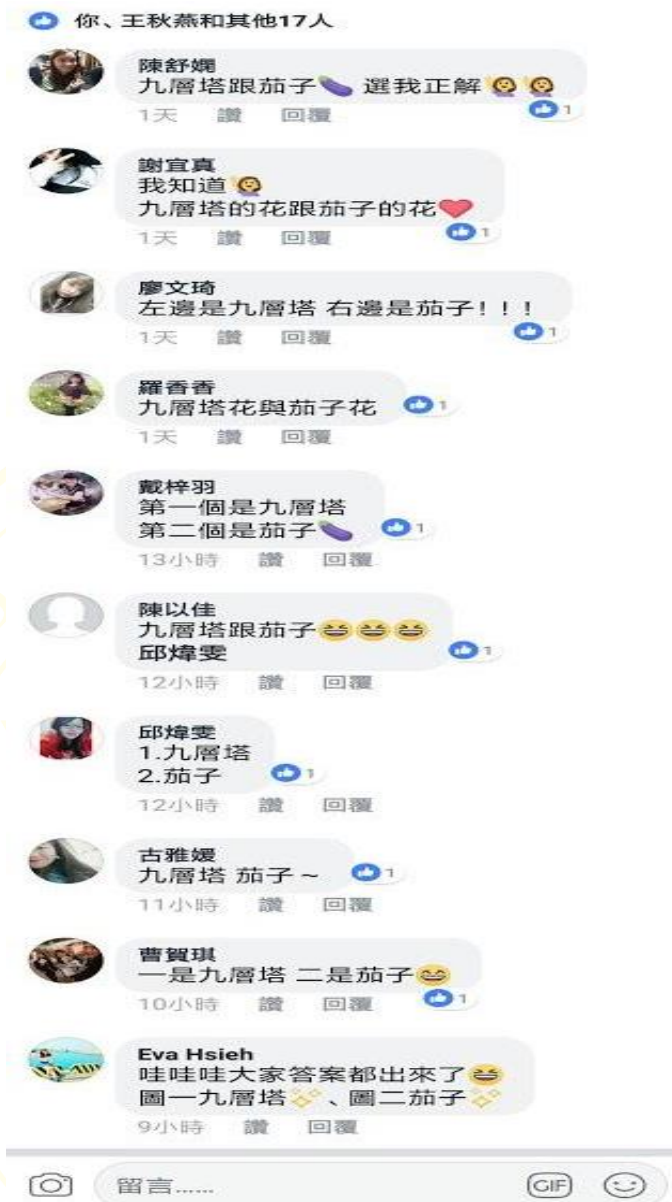 你、王秋燕和其他17人
陳舒嫻
九層塔跟茄子🍆 選我正解🙋🙋
1天 讚 回覆 1
謝宜真
我知道🙋
九層塔的花跟茄子的花❤️
1天 讚 回覆 1
廖文琦
左邊是九層塔 右邊是茄子!!!
1天 讚 回覆 1
羅香香
九層塔花與茄子花 1
1天 讚 回覆
戴梓羽
第一個是九層塔
第二個是茄子🍆 1
13小時 讚 回覆
陳以佳
九層塔跟茄子😆😆😆
邱煒雯 1
12小時 讚 回覆
邱煒雯
1.九層塔
2.茄子 1
12小時 讚 回覆
古雅媛
九層塔 茄子~ 1
11小時 讚 回覆
曹賀琪
一是九層塔 二是茄子😆
10小時 讚 回覆 1
Eva Hsieh
哇哇哇大家答案都出來了😆
圖一九層塔✨、圖二茄子✨
9小時 讚 回覆
留言...... GIF